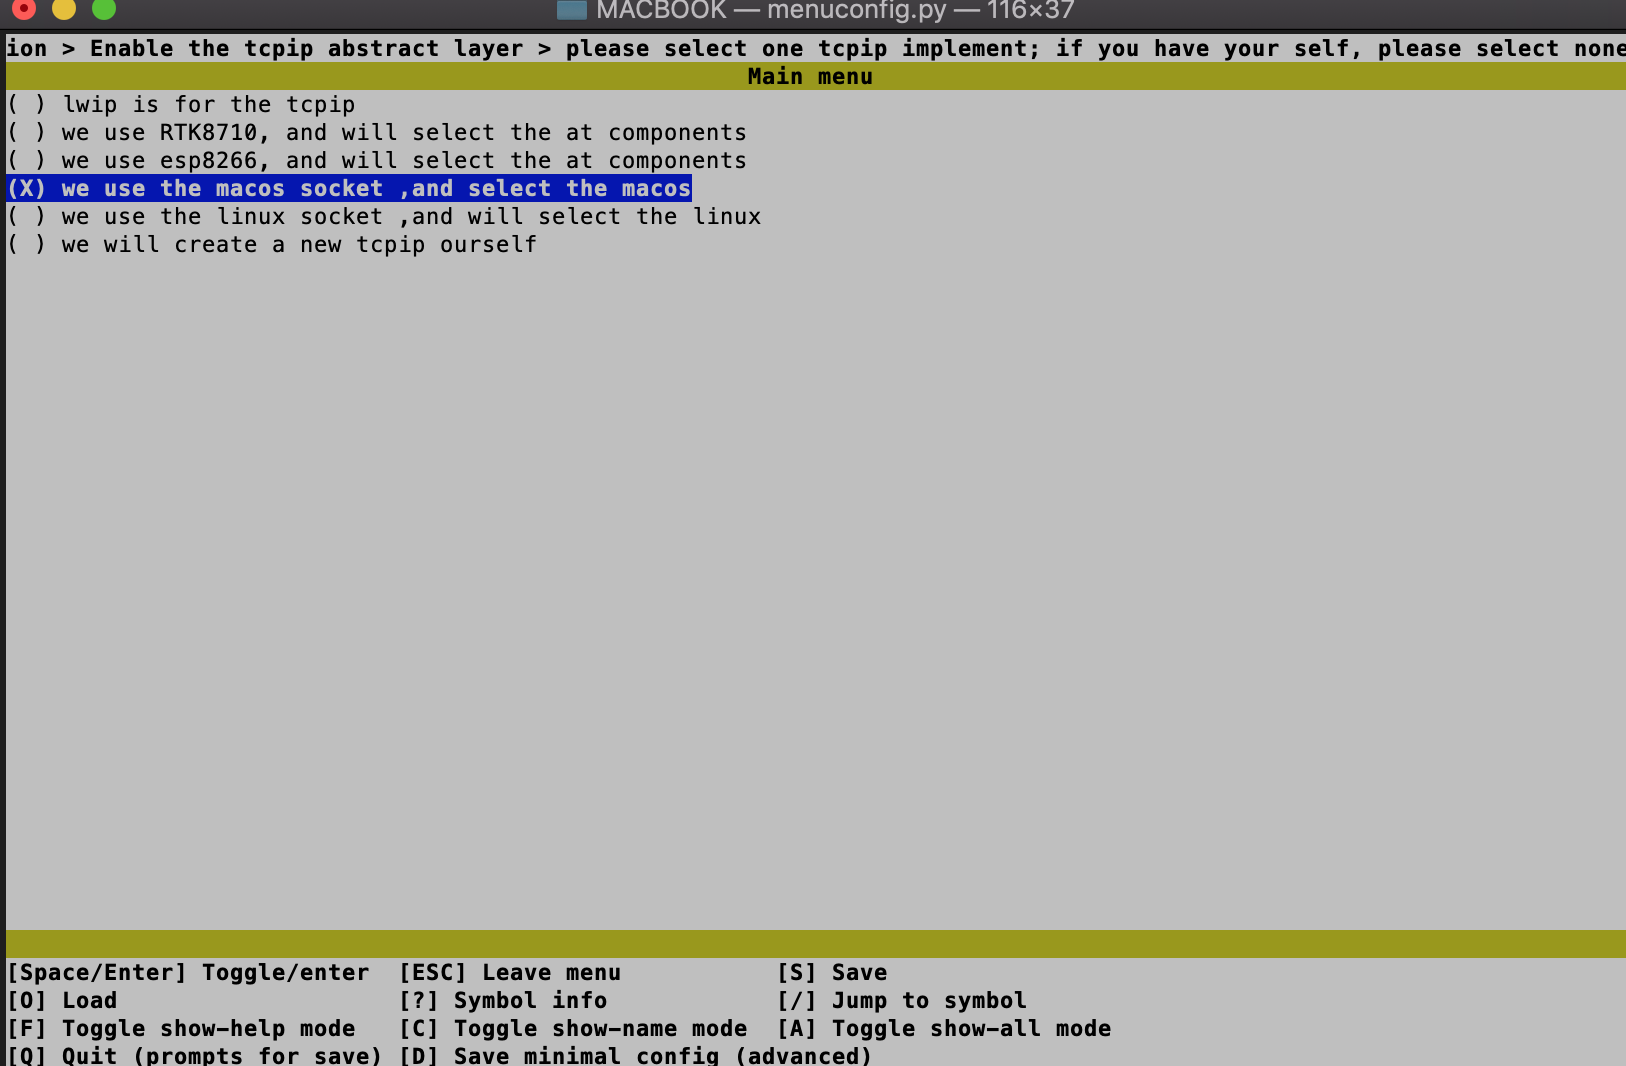 MACBOOK — menuconfig.py — 116×37
ion > Enable the tcpip abstract layer > please select one tcpip implement; if you have your self, please select none
Main menu
( ) lwip is for the tcpip
( ) we use RTK8710, and will select the at components
( ) we use esp8266, and will select the at components
(X) we use the macos socket ,and select the macos
( ) we use the linux socket ,and will select the linux
( ) we will create a new tcpip ourself
[Space/Enter] Toggle/enter [ESC] Leave menu [S] Save
[O] Load [?] Symbol info [/] Jump to symbol
[F] Toggle show-help mode [C] Toggle show-name mode [A] Toggle show-all mode
[Q] Quit (prompts for save) [D] Save minimal config (advanced)